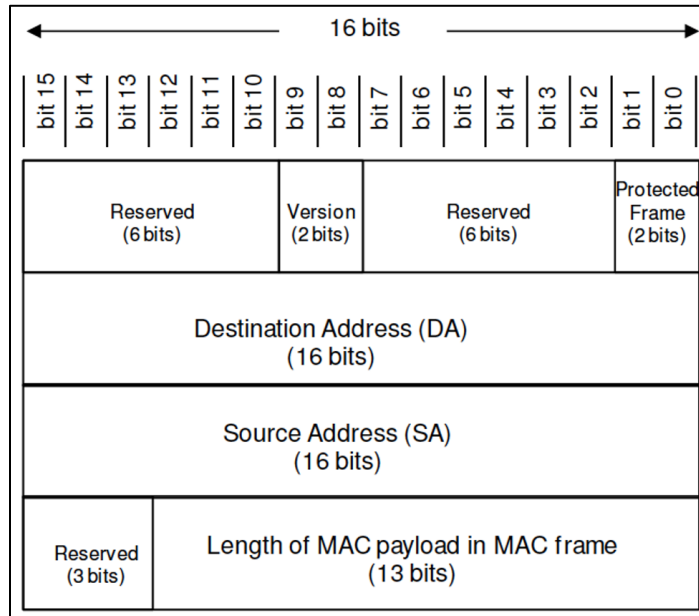 16 bits
bit 15 bit 14 bit 13 bit 12 bit 11 bit 10 bit 9 bit 8 bit 7 bit 6 bit 5 bit 4 bit 3 bit 2 bit 1 bit 0
Reserved
(6 bits)
Version
(2 bits)
Reserved
(6 bits)
Protected
Frame
(2 bits)
Destination Address (DA)
(16 bits)
Source Address (SA)
(16 bits)
Reserved
(3 bits)
Length of MAC payload in MAC frame
(13 bits)